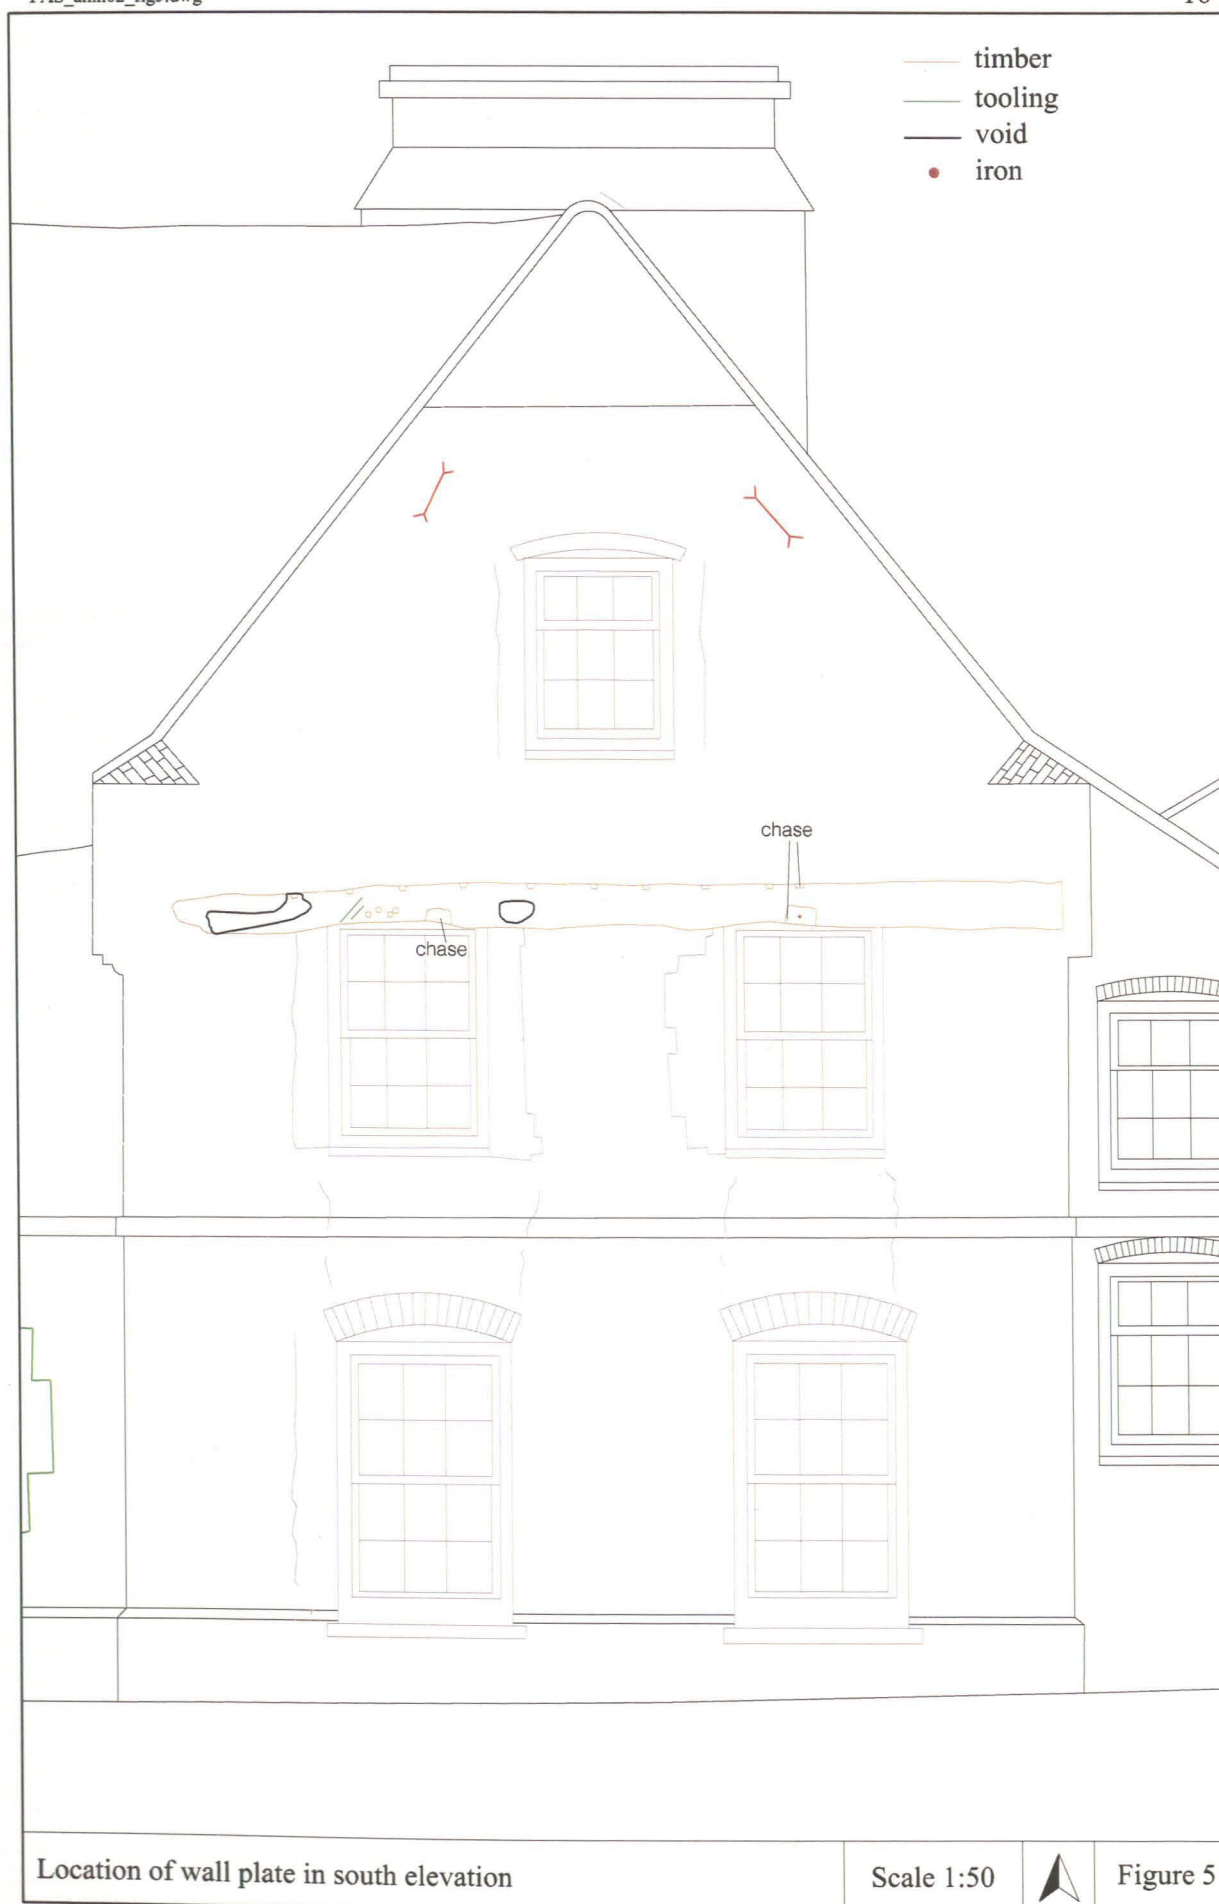 timber
tooling
void
iron
chase
chase
Location of wall plate in south elevation
Scale 1:50
Figure 5